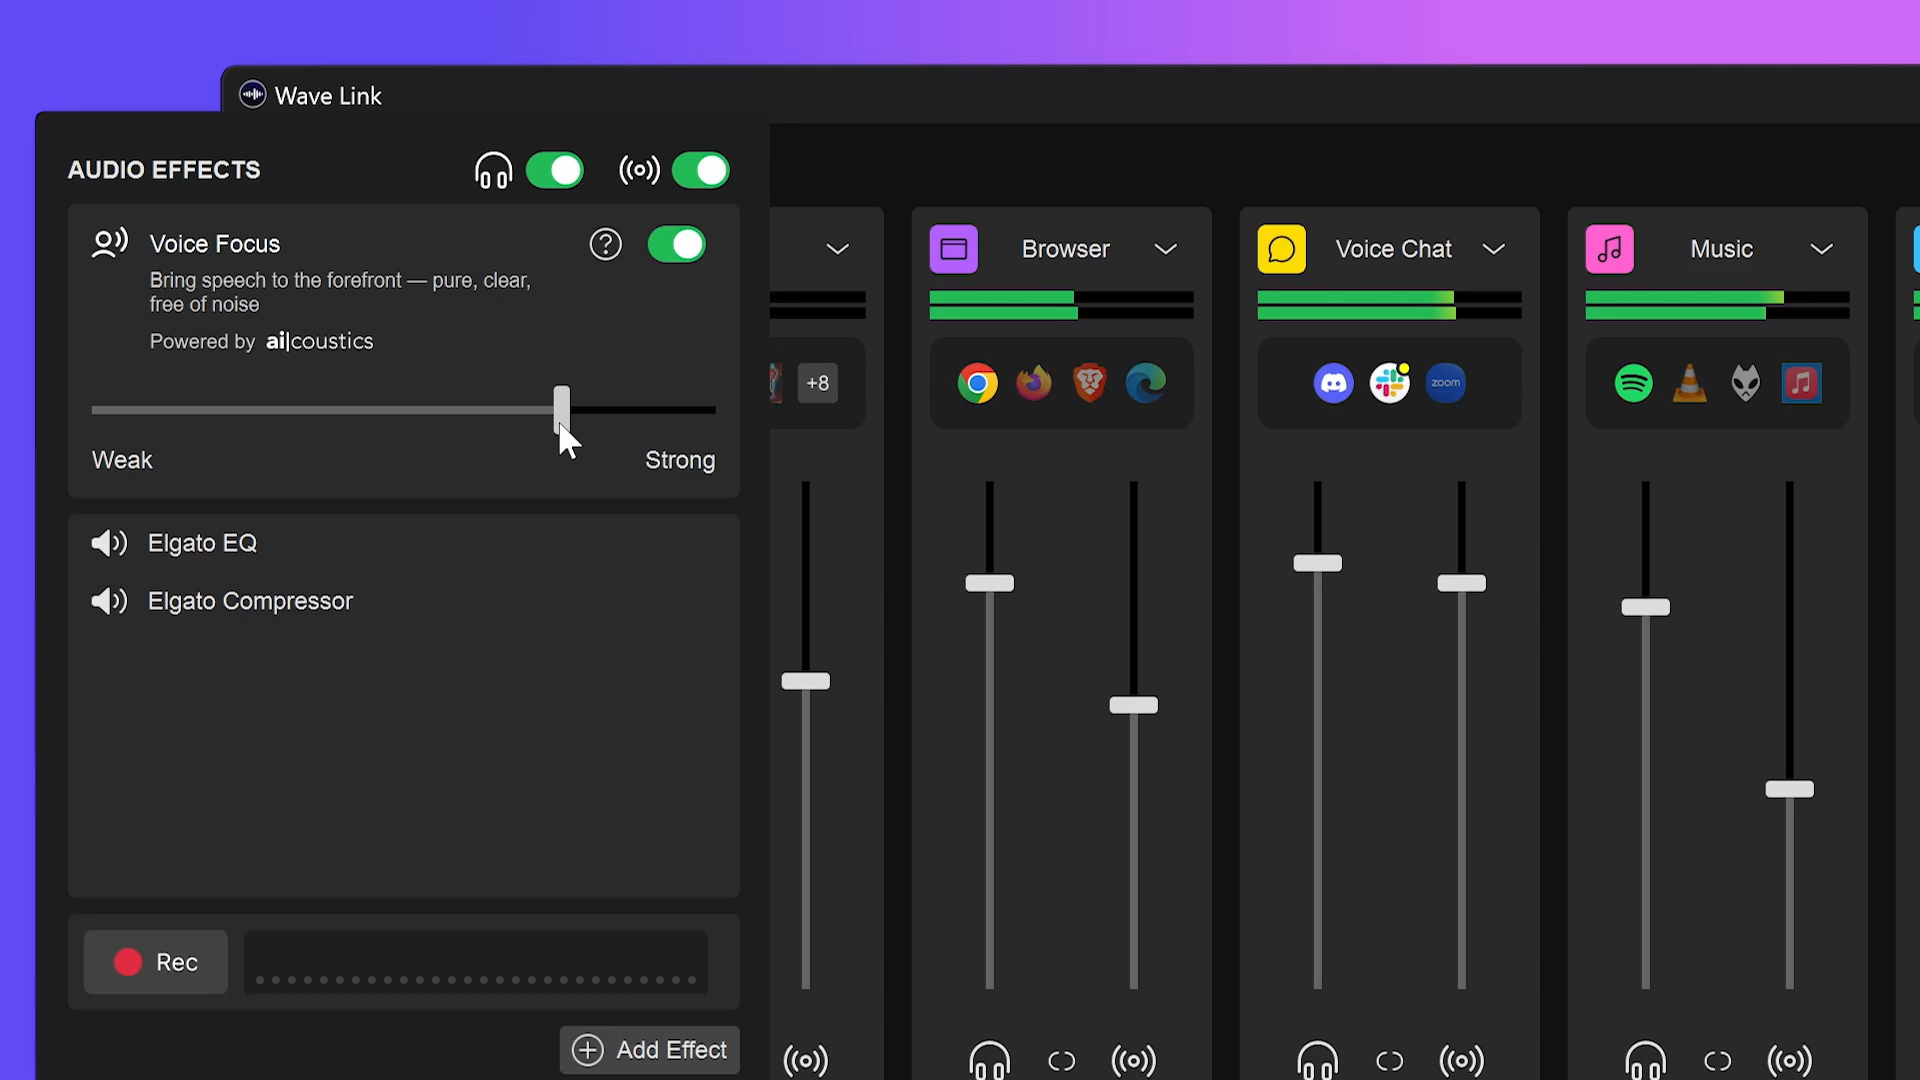 Wave Link
AUDIO EFFECTS
Voice Focus
Bring speech to the forefront — pure, clear,
free of noise
Powered by ai|coustics
Weak
Strong
Elgato EQ
Elgato Compressor
Rec
Add Effect
+8
Browser
Voice Chat
zoom
Music